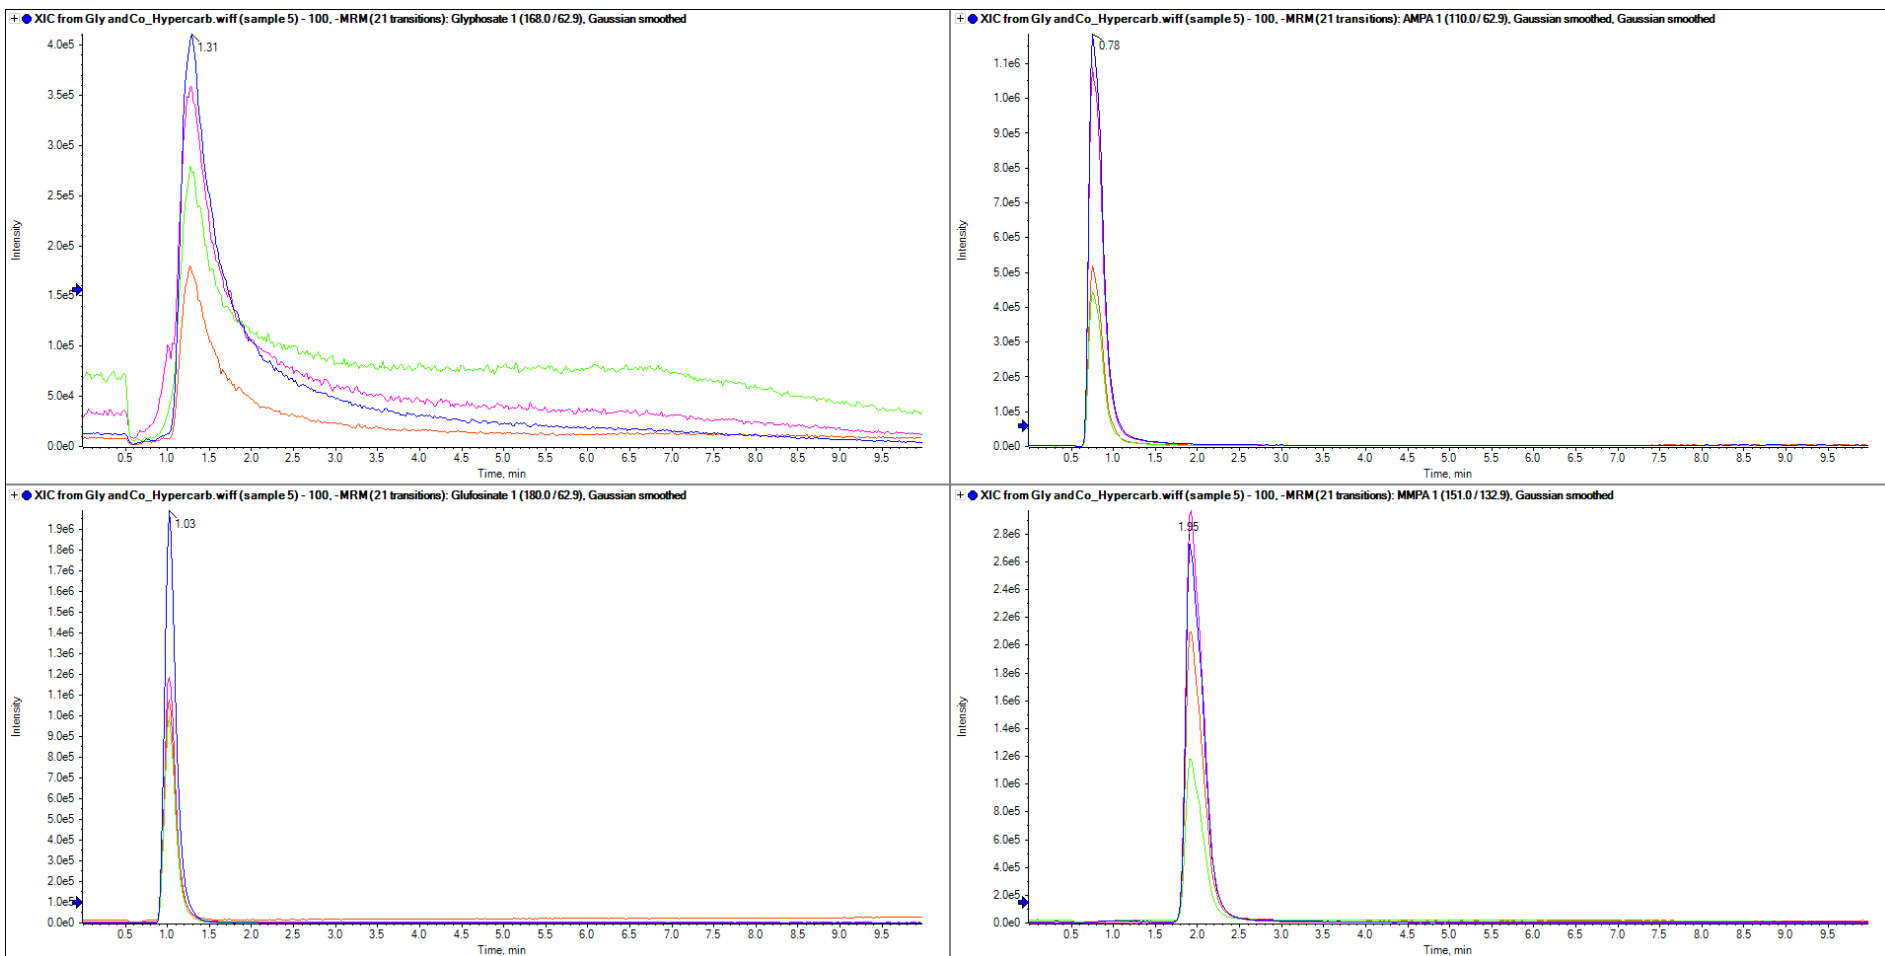 XIC from Gly and Co_Hypercarb.wiff (sample 5) - 100, -MRM (21 transitions): Glyphosate 1 (168.0 / 62.9), Gaussian smoothed
1.31
4.0e5
3.5e5
3.0e5
2.5e5
2.0e5
1.5e5
1.0e5
5.0e4
0.0e0
Intensity
0.5 1.0 1.5 2.0 2.5 3.0 3.5 4.0 4.5 5.0 5.5 6.0 6.5 7.0 7.5 8.0 8.5 9.0 9.5
Time, min
XIC from Gly and Co_Hypercarb.wiff (sample 5) - 100, -MRM (21 transitions): AMPA 1 (110.0 / 62.9), Gaussian smoothed, Gaussian smoothed
0.78
1.1e6
1.0e6
9.0e5
8.0e5
7.0e5
6.0e5
5.0e5
4.0e5
3.0e5
2.0e5
1.0e5
0.0e0
Intensity
0.5 1.0 1.5 2.0 2.5 3.0 3.5 4.0 4.5 5.0 5.5 6.0 6.5 7.0 7.5 8.0 8.5 9.0 9.5
Time, min
XIC from Gly and Co_Hypercarb.wiff (sample 5) - 100, -MRM (21 transitions): Glufosinate 1 (180.0 / 62.9), Gaussian smoothed
1.03
1.9e6
1.8e6
1.7e6
1.6e6
1.5e6
1.4e6
1.3e6
1.2e6
1.1e6
1.0e6
9.0e5
8.0e5
7.0e5
6.0e5
5.0e5
4.0e5
3.0e5
2.0e5
1.0e5
0.0e0
Intensity
0.5 1.0 1.5 2.0 2.5 3.0 3.5 4.0 4.5 5.0 5.5 6.0 6.5 7.0 7.5 8.0 8.5 9.0 9.5
Time, min
XIC from Gly and Co_Hypercarb.wiff (sample 5) - 100, -MRM (21 transitions): MMPA 1 (151.0 / 132.9), Gaussian smoothed
1.95
2.8e6
2.6e6
2.4e6
2.2e6
2.0e6
1.8e6
1.6e6
1.4e6
1.2e6
1.0e6
8.0e5
6.0e5
4.0e5
2.0e5
0.0e0
Intensity
0.5 1.0 1.5 2.0 2.5 3.0 3.5 4.0 4.5 5.0 5.5 6.0 6.5 7.0 7.5 8.0 8.5 9.0 9.5
Time, min